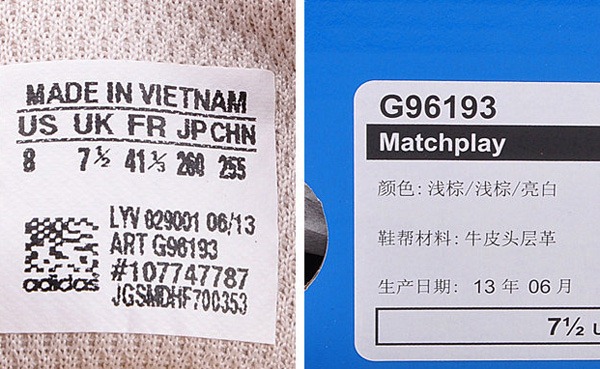 MADE IN VIETNAM
US UK FR JP CHN
8 7½ 41⅓ 260 255
LYV 029001 06/13
ART G96193
#107747787
JGSMDHF700353
adidas
G96193
Matchplay
颜色: 浅棕/浅棕/亮白
鞋帮材料: 牛皮头层革
生产日期: 13 年 06 月
7½ U